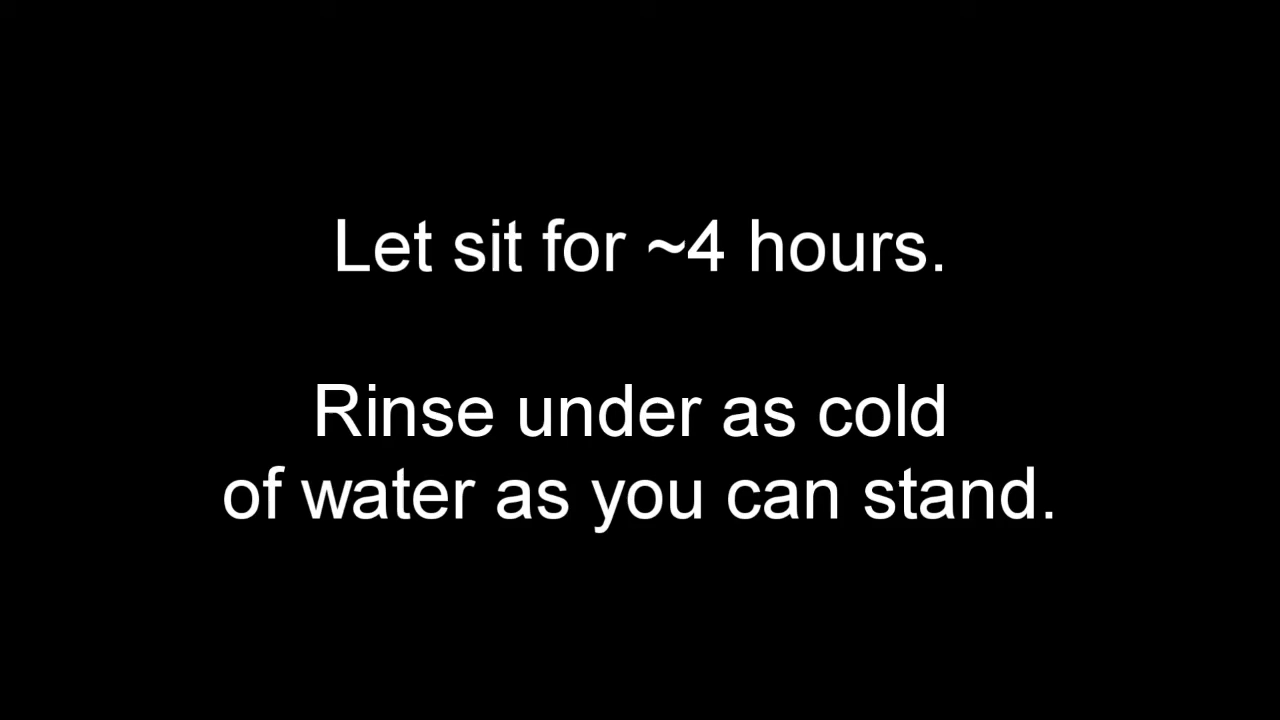 Let sit for ~4 hours.
Rinse under as cold
of water as you can stand.